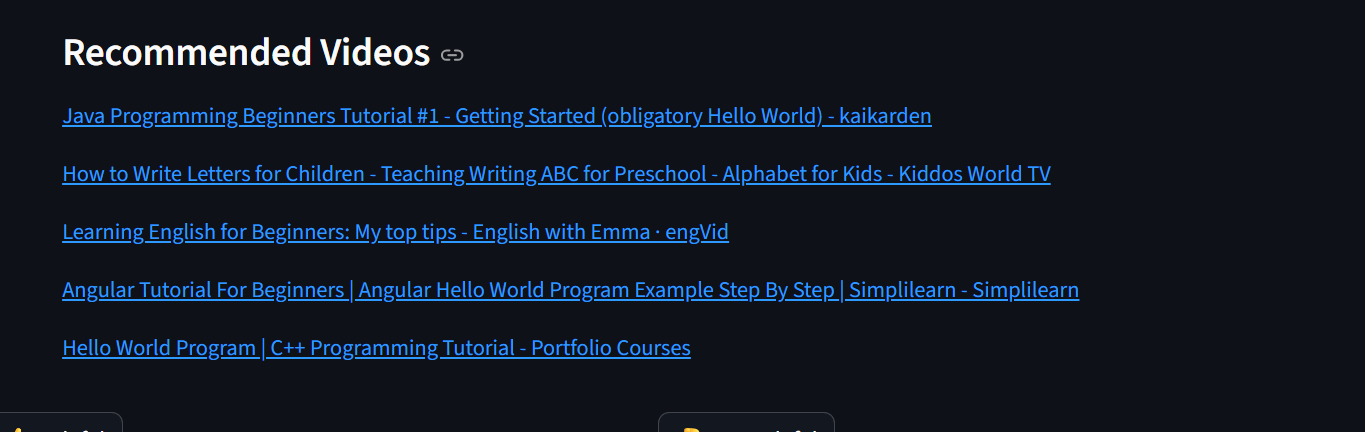 Recommended Videos
Java Programming Beginners Tutorial #1 - Getting Started (obligatory Hello World) - kaikarden
How to Write Letters for Children - Teaching Writing ABC for Preschool - Alphabet for Kids - Kiddos World TV
Learning English for Beginners: My top tips - English with Emma · engVid
Angular Tutorial For Beginners | Angular Hello World Program Example Step By Step | Simplilearn - Simplilearn
Hello World Program | C++ Programming Tutorial - Portfolio Courses